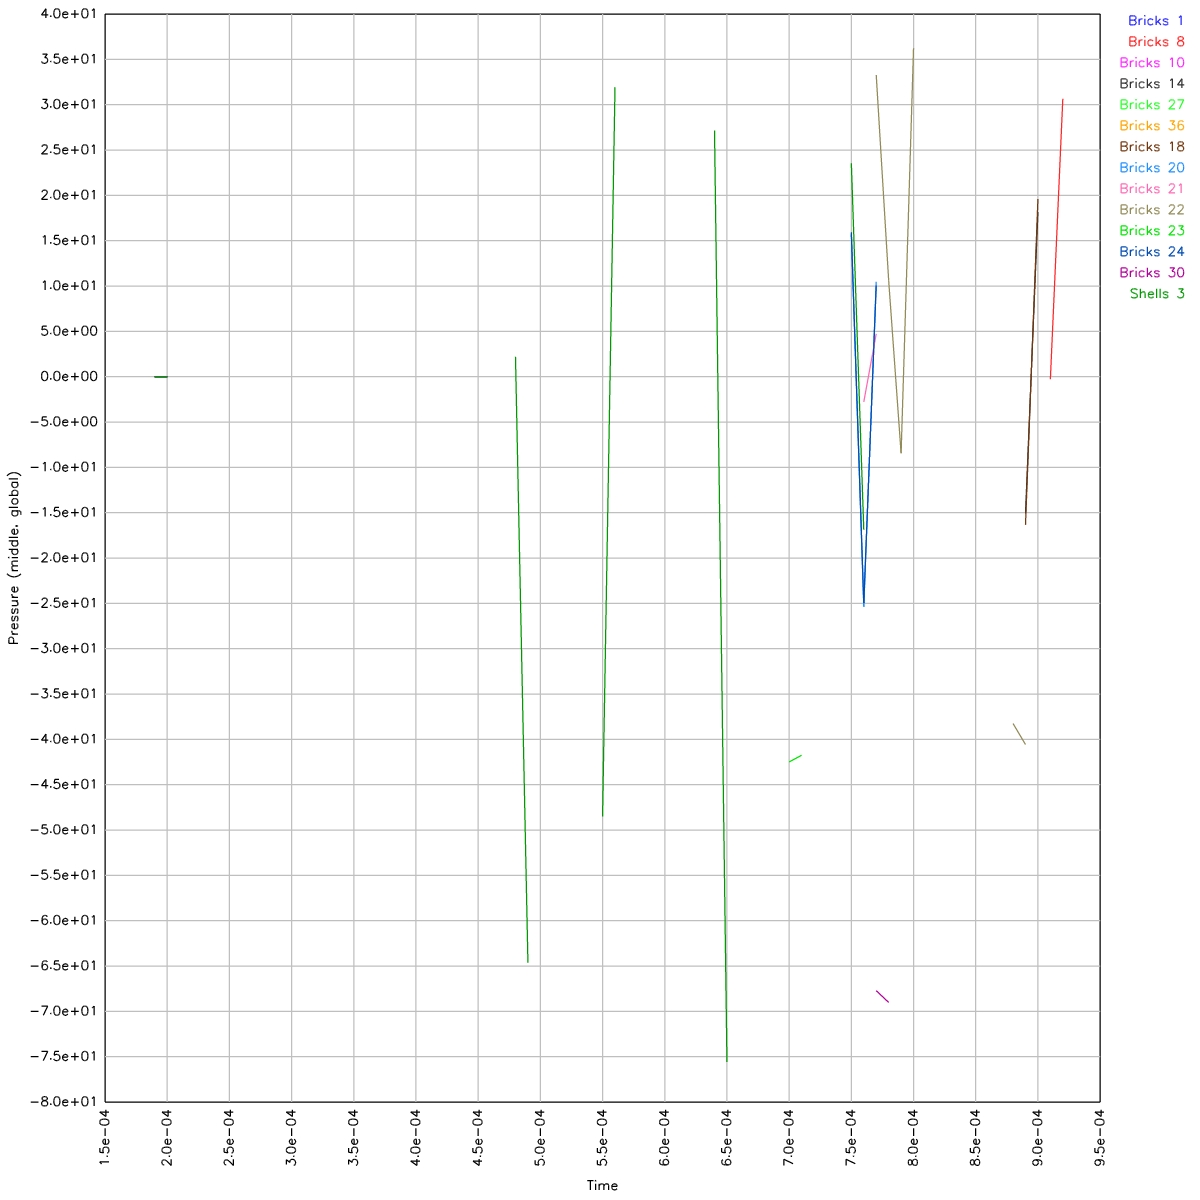 4.0e+01
3.5e+01
3.0e+01
2.5e+01
2.0e+01
1.5e+01
1.0e+01
5.0e+00
0.0e+00
−5.0e+00
−1.0e+01
−1.5e+01
−2.0e+01
−2.5e+01
−3.0e+01
−3.5e+01
−4.0e+01
−4.5e+01
−5.0e+01
−5.5e+01
−6.0e+01
−6.5e+01
−7.0e+01
−7.5e+01
−8.0e+01
Pressure (middle, global)
1.5e−04
2.0e−04
2.5e−04
3.0e−04
3.5e−04
4.0e−04
4.5e−04
5.0e−04
5.5e−04
6.0e−04
6.5e−04
7.0e−04
7.5e−04
8.0e−04
8.5e−04
9.0e−04
9.5e−04
Time
Bricks 1
Bricks 8
Bricks 10
Bricks 14
Bricks 27
Bricks 36
Bricks 18
Bricks 20
Bricks 21
Bricks 22
Bricks 23
Bricks 24
Bricks 30
Shells 3